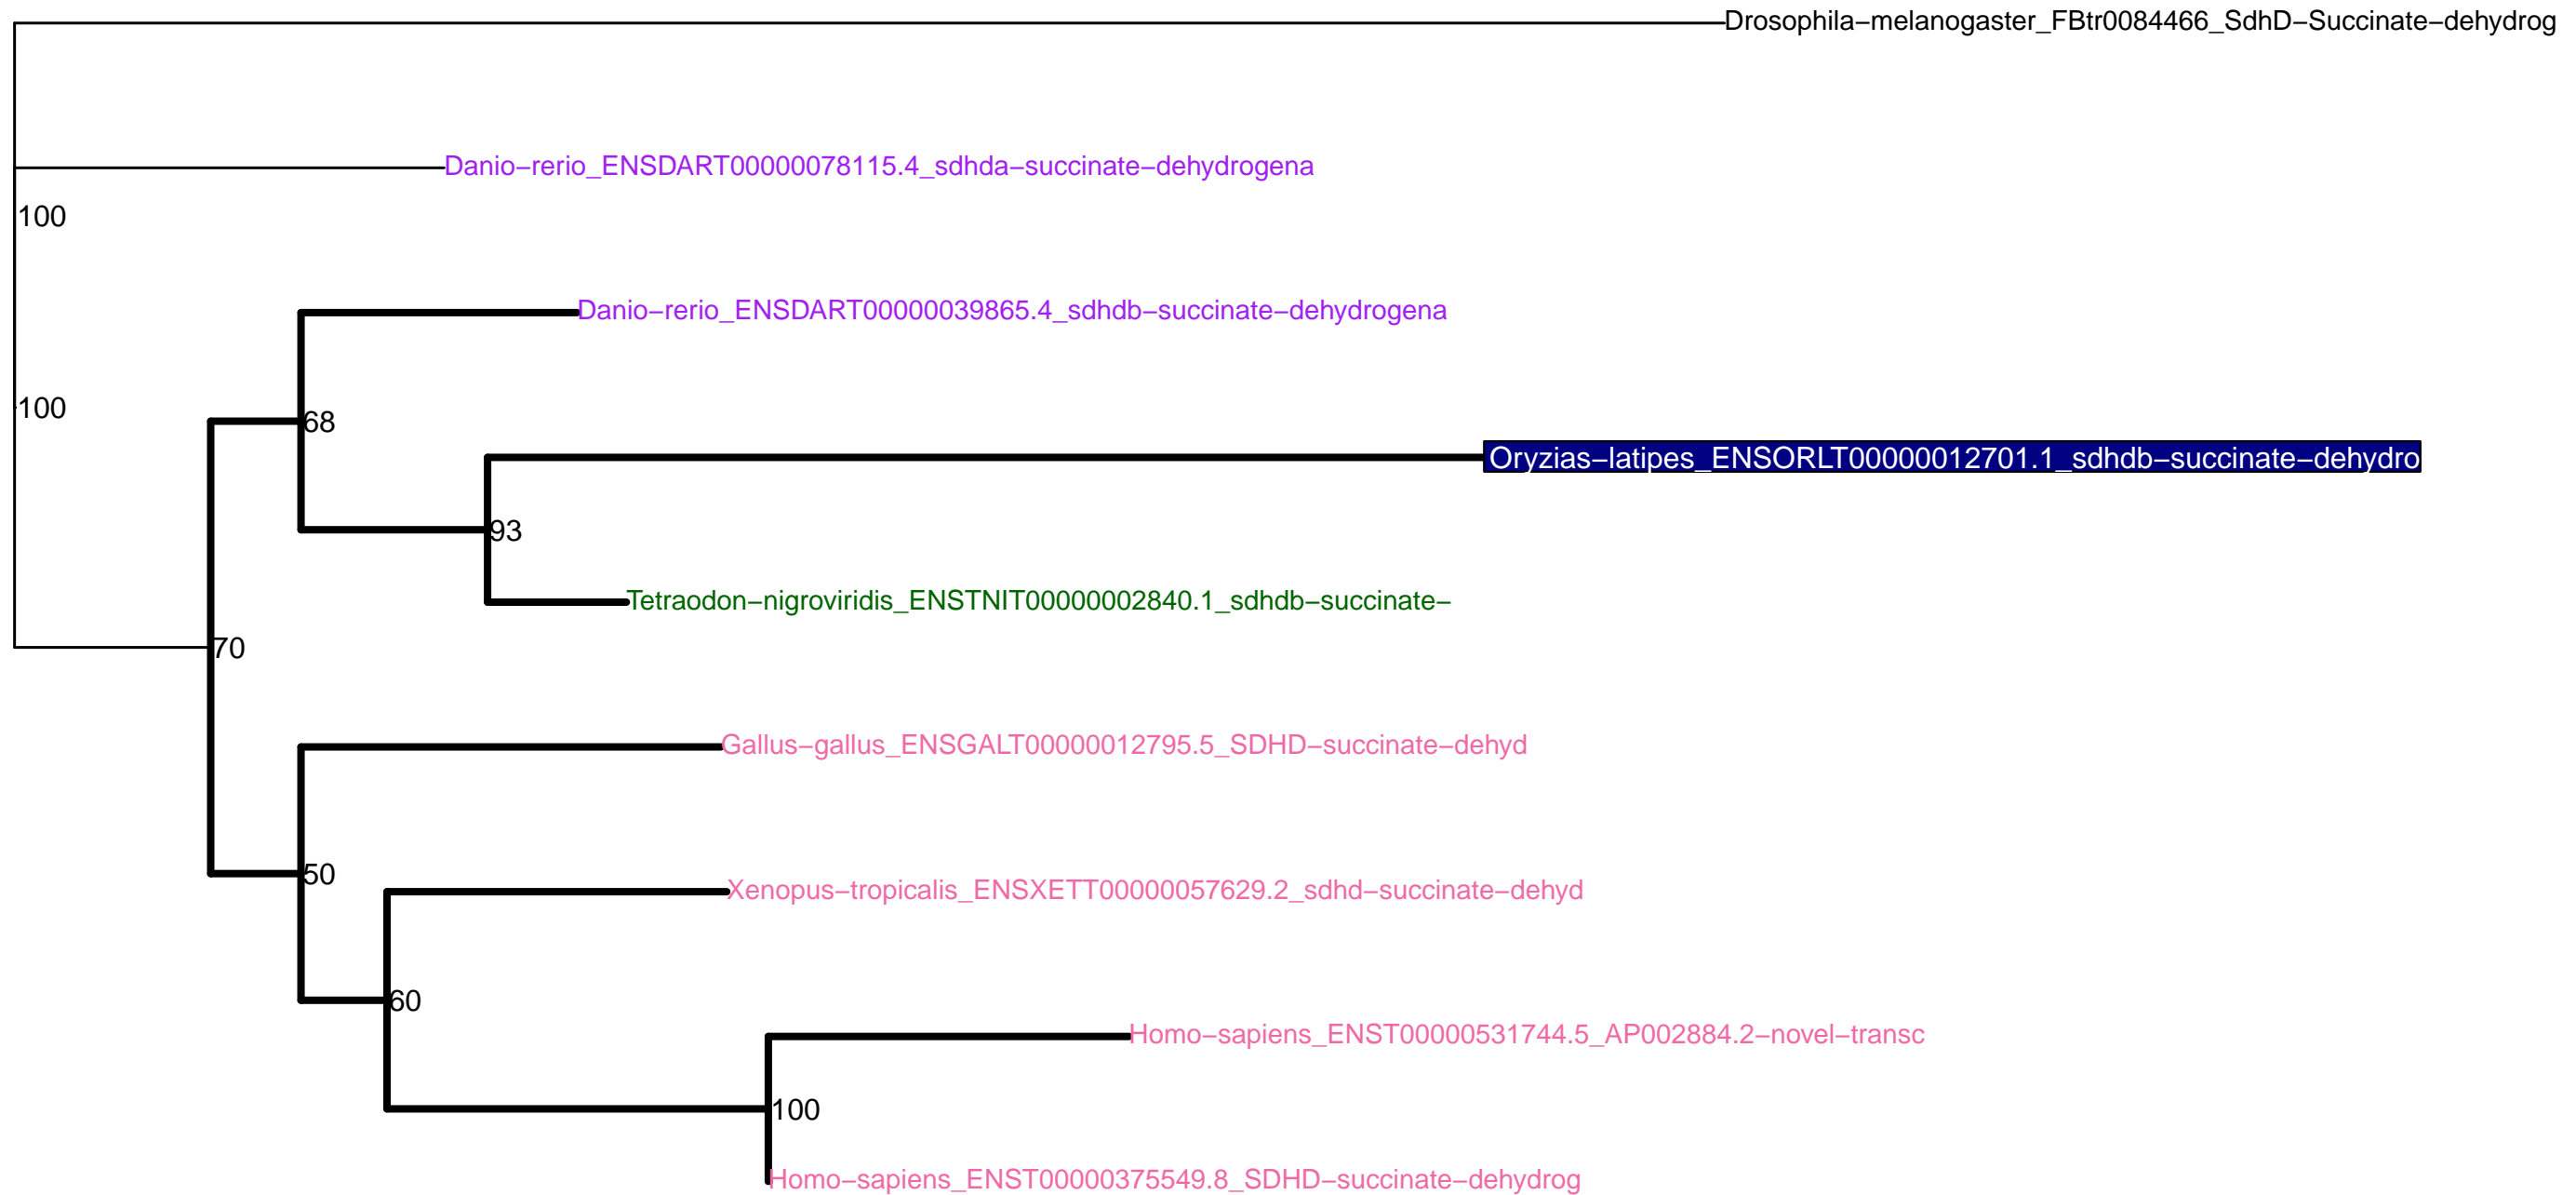 Drosophila−melanogaster_FBtr0084466_SdhD−Succinate−dehydrog
Danio−rerio_ENSDART00000078115.4_sdhda−succinate−dehydrogena
100
Danio−rerio_ENSDART00000039865.4_sdhdb−succinate−dehydrogena
100
68
Oryzias−latipes_ENSORLT00000012701.1_sdhdb−succinate−dehydro
93
Tetraodon−nigroviridis_ENSTNIT00000002840.1_sdhdb−succinate−
70
Gallus−gallus_ENSGALT00000012795.5_SDHD−succinate−dehyd
50
Xenopus−tropicalis_ENSXETT00000057629.2_sdhd−succinate−dehyd
60
Homo−sapiens_ENST00000531744.5_AP002884.2−novel−transc
100
Homo−sapiens_ENST00000375549.8_SDHD−succinate−dehydrog